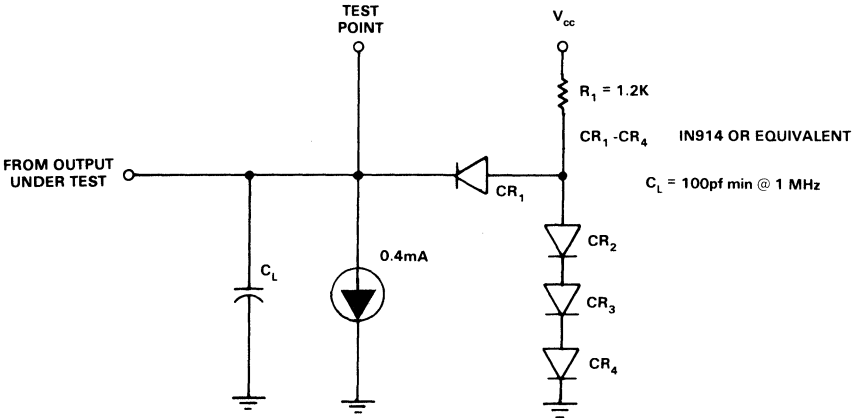 TEST
POINT
Vcc
R1 = 1.2K
CR1 -CR4 IN914 OR EQUIVALENT
FROM OUTPUT
UNDER TEST
CL = 100pf min @ 1 MHz
CR1
CR2
0.4mA
CL
CR3
CR4